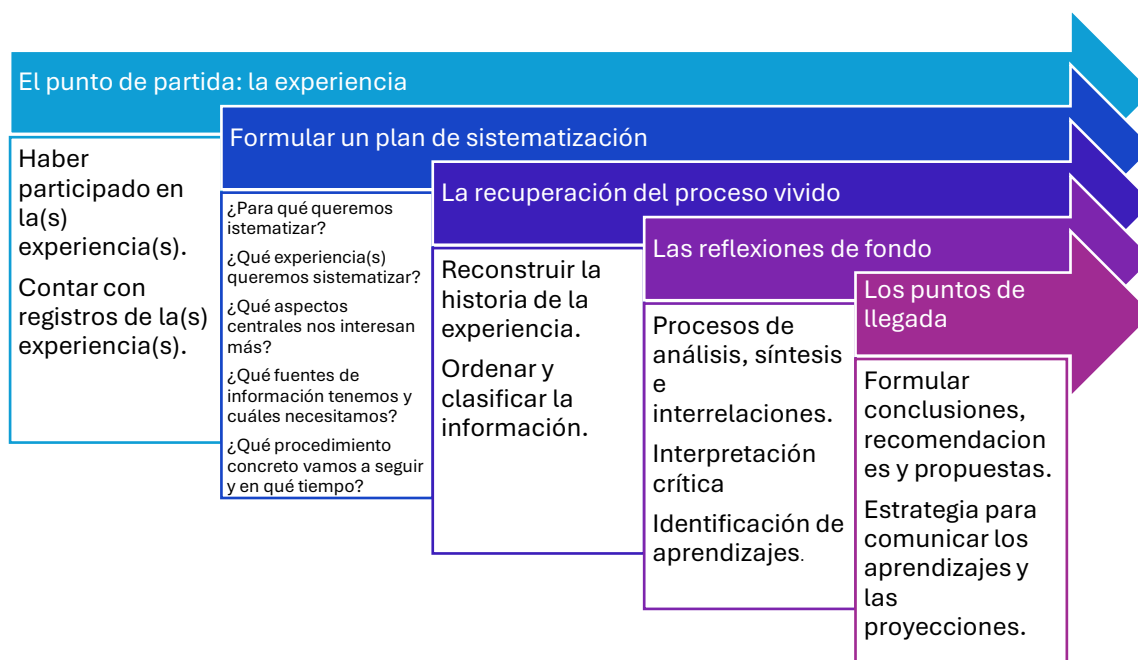 El punto de partida: la experiencia
Haber
participado en
la(s)
experiencia(s).
Contar con
registros de la(s)
experiencia(s).
Formular un plan de sistematización
¿Para qué queremos
istematizar?
¿Qué experiencia(s)
queremos sistematizar?
¿Qué aspectos
centrales nos interesan
más?
¿Qué fuentes de
información tenemos y
cuáles necesitamos?
¿Qué procedimiento
concreto vamos a seguir
y en qué tiempo?
La recuperación del proceso vivido
Reconstruir la
historia de la
experiencia.
Ordenar y
clasificar la
información.
Las reflexiones de fondo
Procesos de
análisis, síntesis
e
interrelaciones.
Interpretación
crítica
Identificación de
aprendizajes.
Los puntos de
llegada
Formular
conclusiones,
recomendacion
es y propuestas.
Estrategia para
comunicar los
aprendizajes y
las
proyecciones.